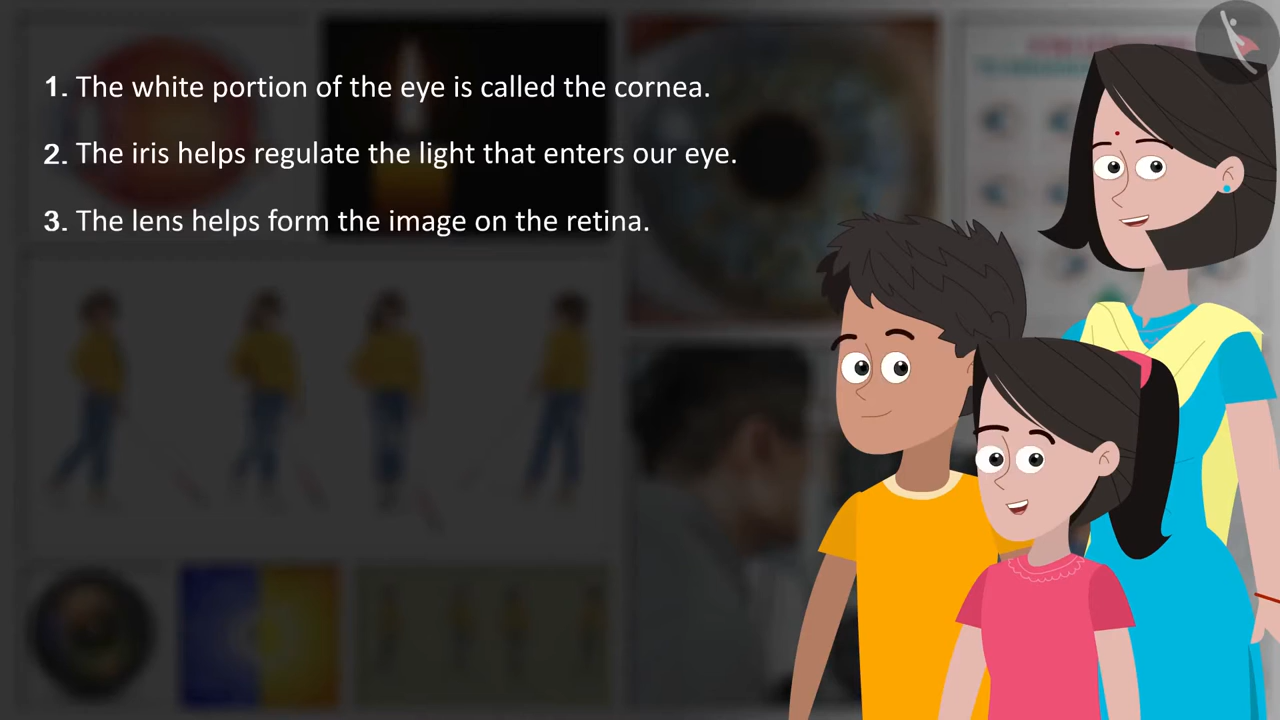 1. The white portion of the eye is called the cornea.
2. The iris helps regulate the light that enters our eye.
3. The lens helps form the image on the retina.